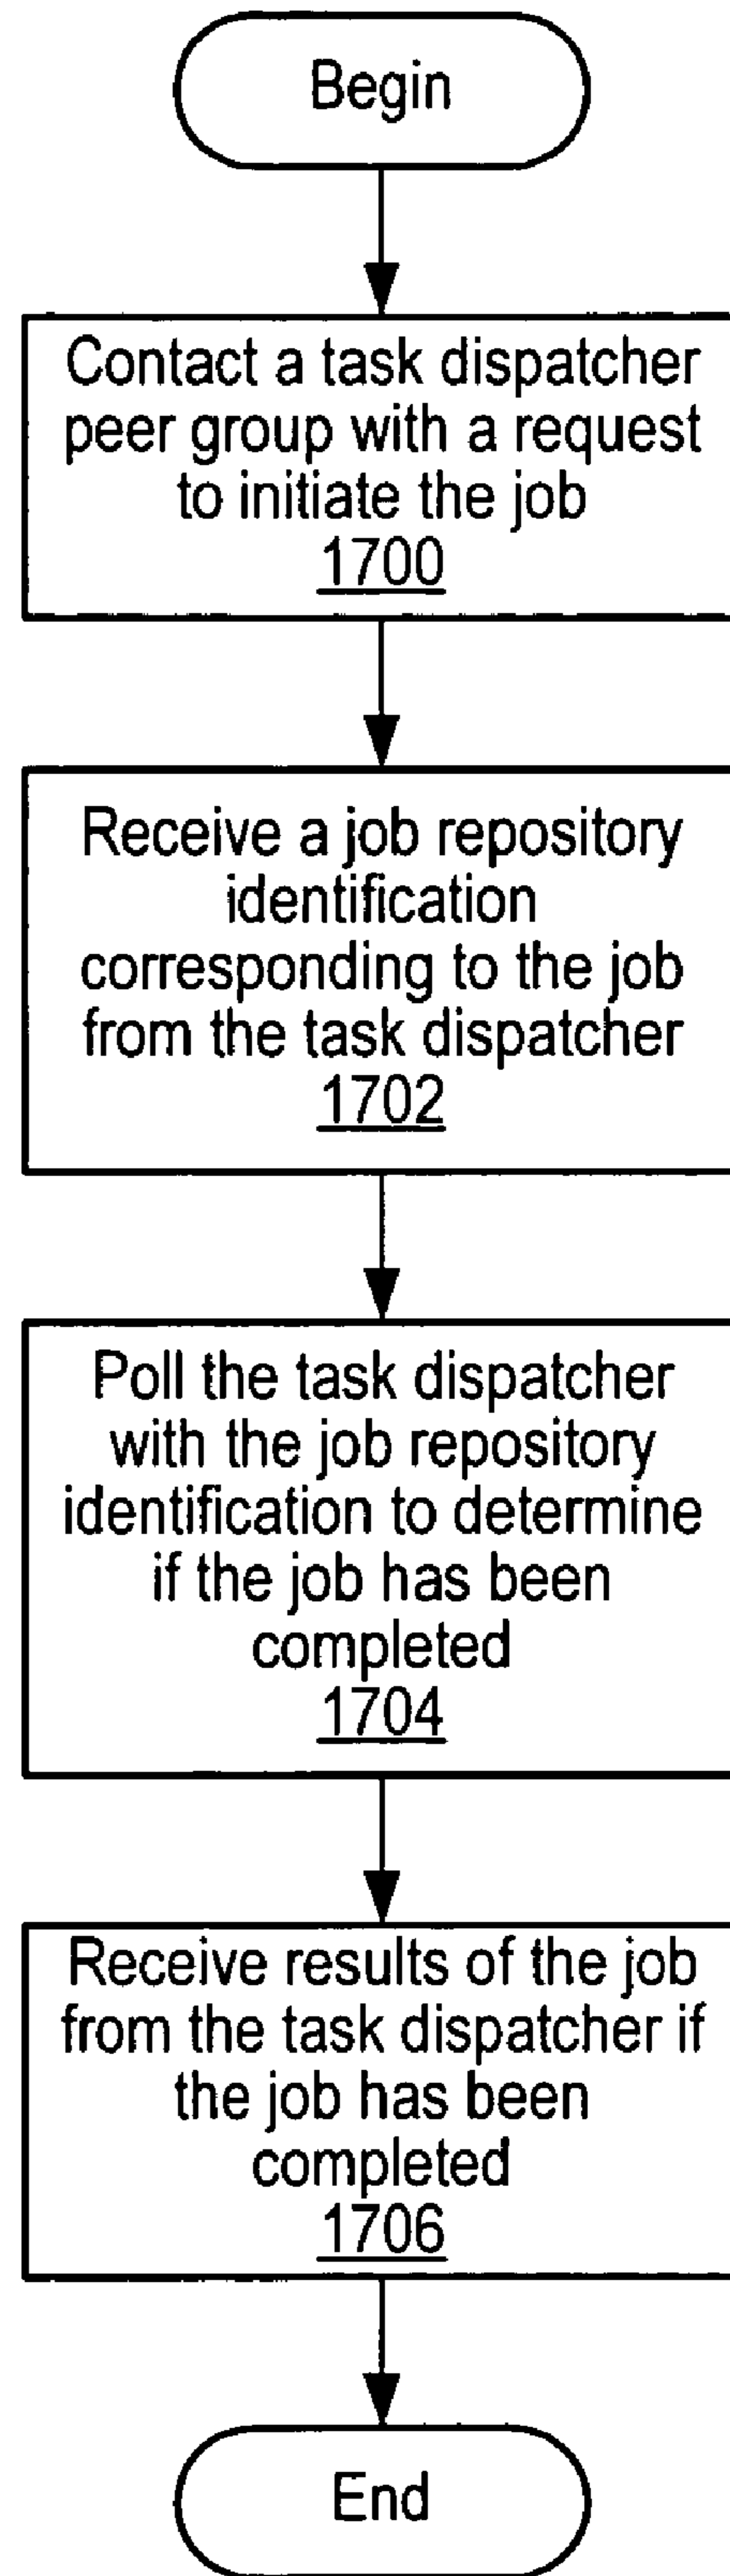 Begin
Contact a task dispatcher
peer group with a request
to initiate the job
1700
Receive a job repository
identification
corresponding to the job
from the task dispatcher
1702
Poll the task dispatcher
with the job repository
identification to determine
if the job has been
completed
1704
Receive results of the job
from the task dispatcher if
the job has been
completed
1706
End